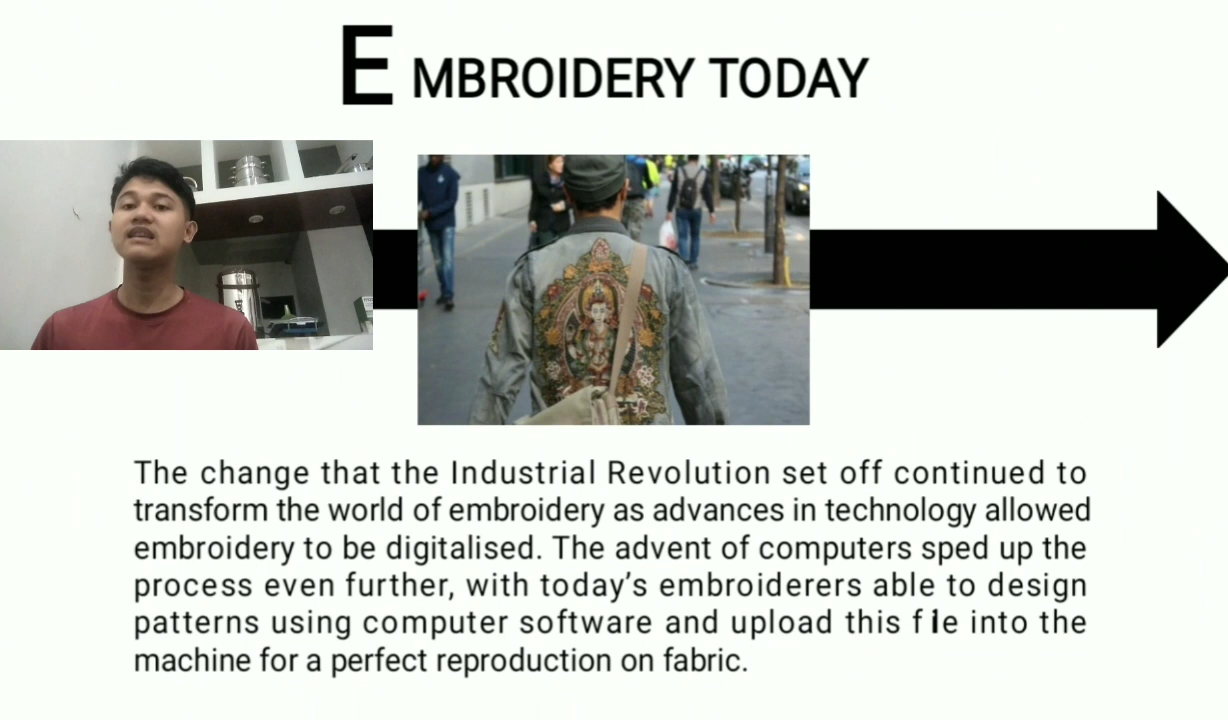 E MBROIDERY TODAY
The change that the Industrial Revolution set off continued to
transform the world of embroidery as advances in technology allowed
embroidery to be digitalised. The advent of computers sped up the
process even further, with today’s embroiderers able to design
patterns using computer software and upload this file into the
machine for a perfect reproduction on fabric.